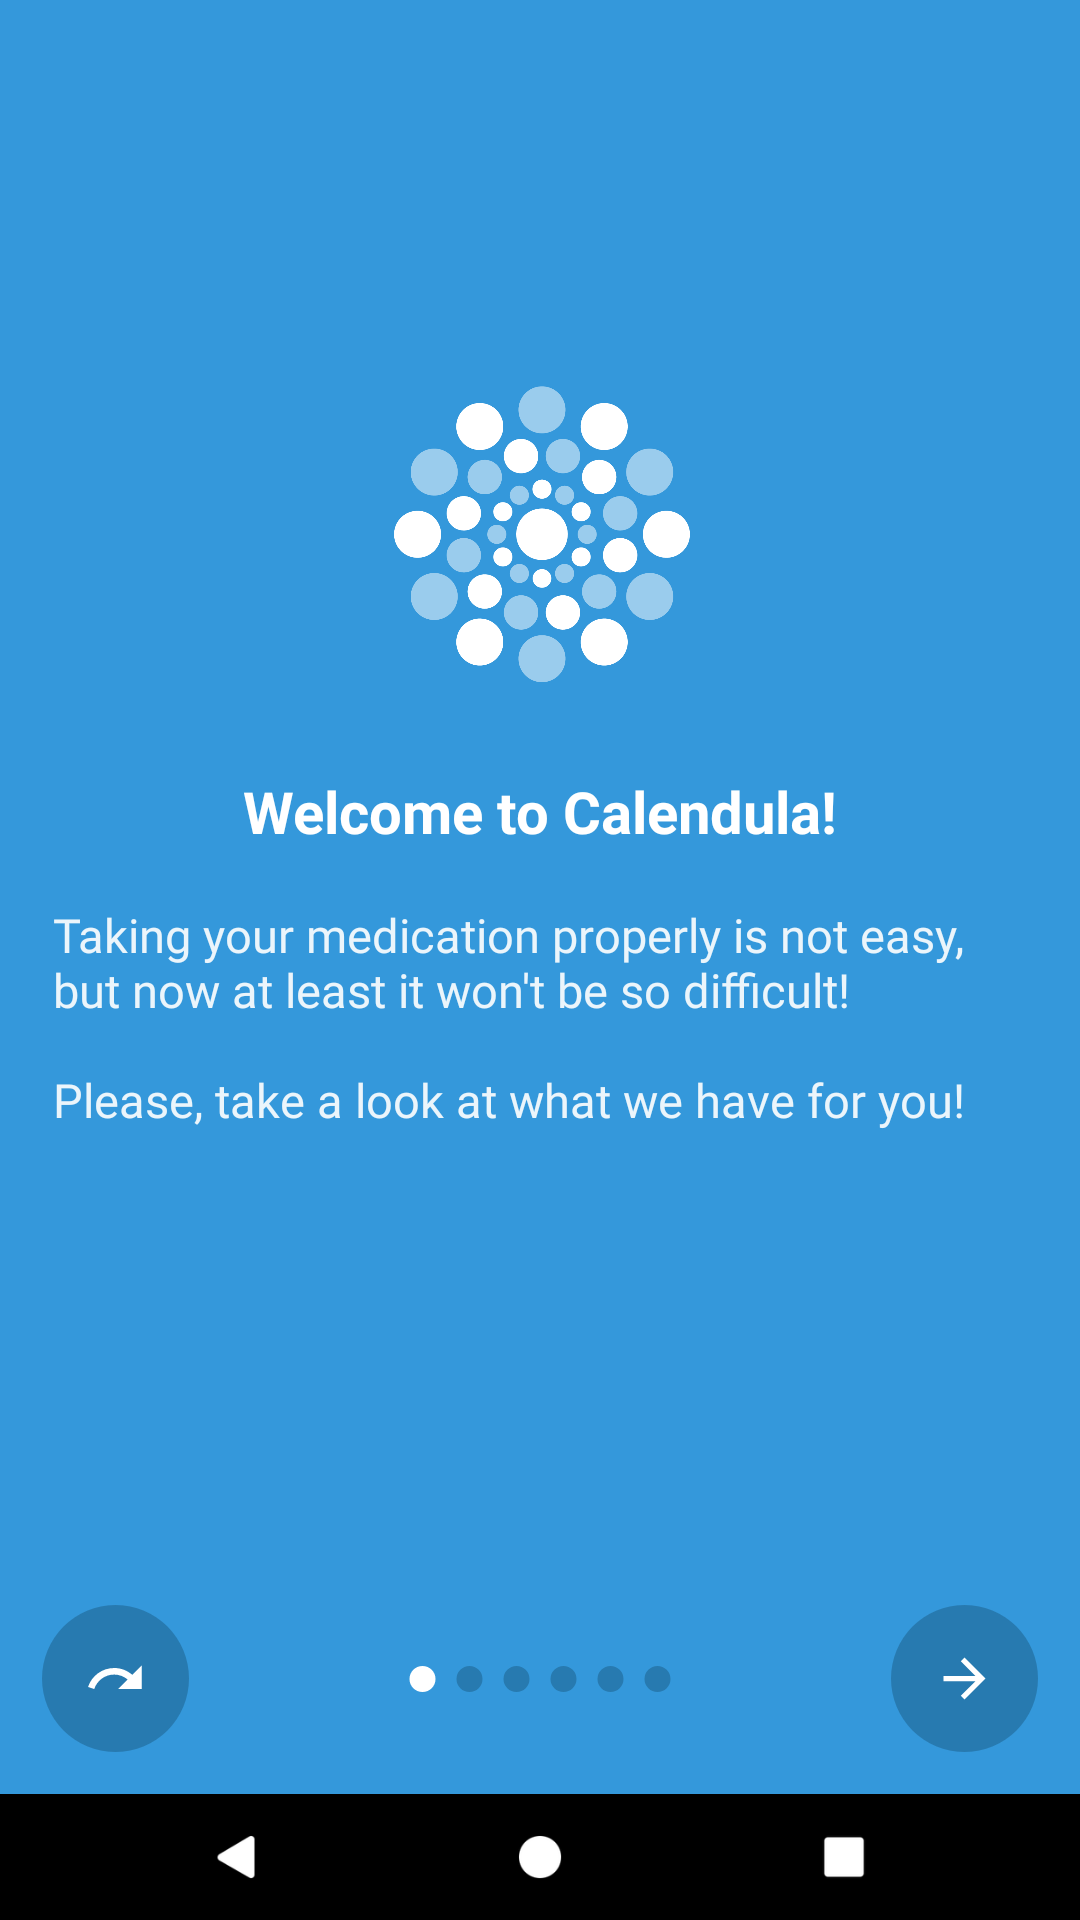 Welcome to Calendula!
Taking your medication properly is not easy,
but now at least it won't be so difficult!
Please, take a look at what we have for you!